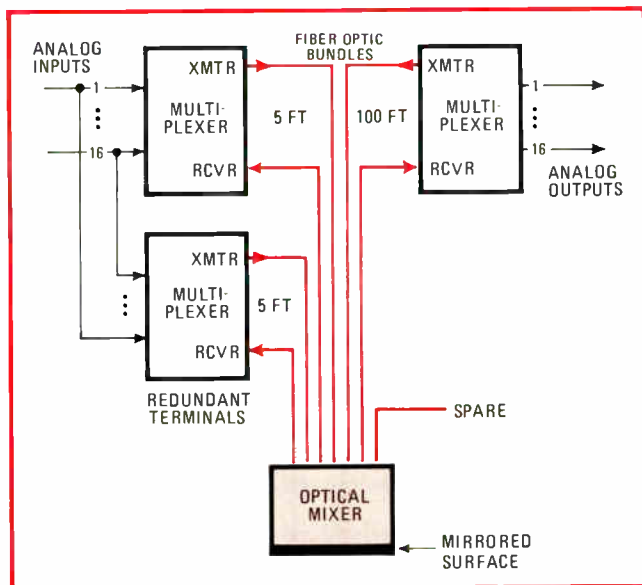 ANALOG
INPUTS
1
16
XMTR
MULTI-
PLEXER
RCVR
5 FT
FIBER OPTIC
BUNDLES
100 FT
XMTR
MULTI-
PLEXER
RCVR
1
16
ANALOG
OUTPUTS
XMTR
MULTI-
PLEXER
RCVR
5 FT
REDUNDANT
TERMINALS
SPARE
OPTICAL
MIXER
MIRRORED
SURFACE